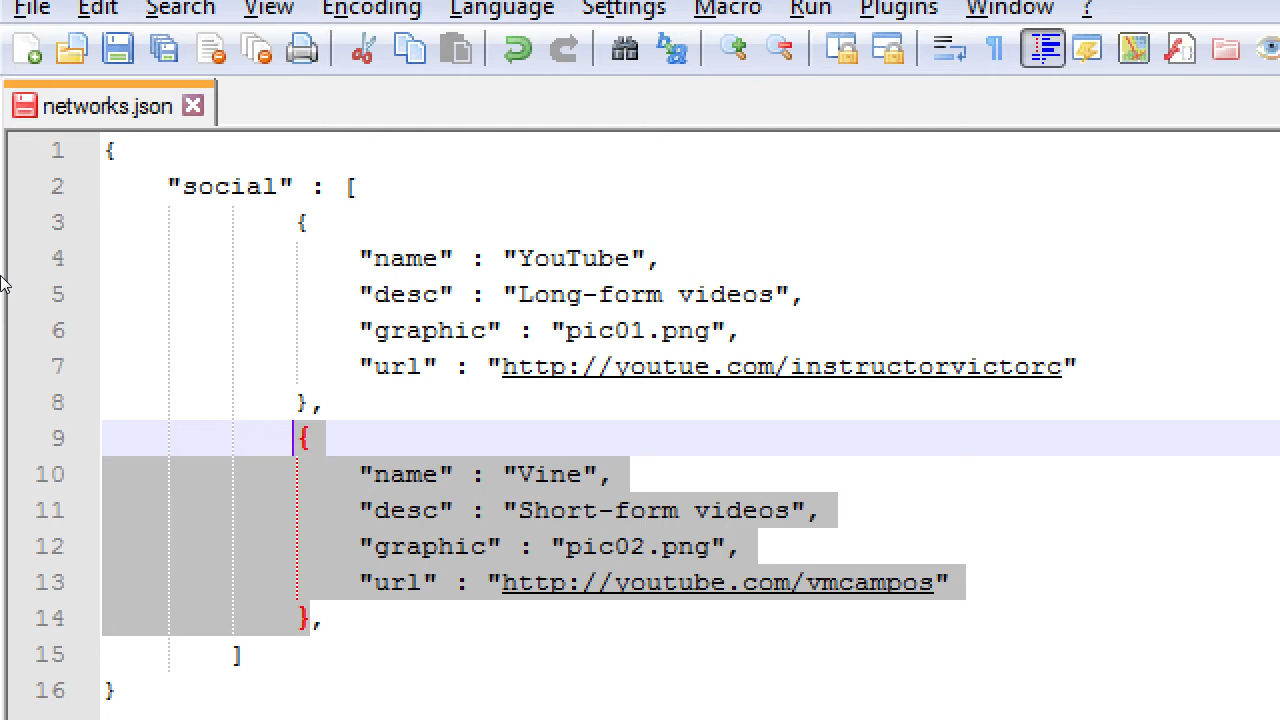 File Edit Search View Encoding Language Settings Macro Run Plugins Window ?
networks.json
1 {
2 "social" : [
3 {
4 "name" : "YouTube",
5 "desc" : "Long-form videos",
6 "graphic" : "pic01.png",
7 "url" : "http://youtue.com/instructorvictorc"
8 },
9 {
10 "name" : "Vine",
11 "desc" : "Short-form videos",
12 "graphic" : "pic02.png",
13 "url" : "http://youtube.com/vmcampos"
14 },
15 ]
16 }